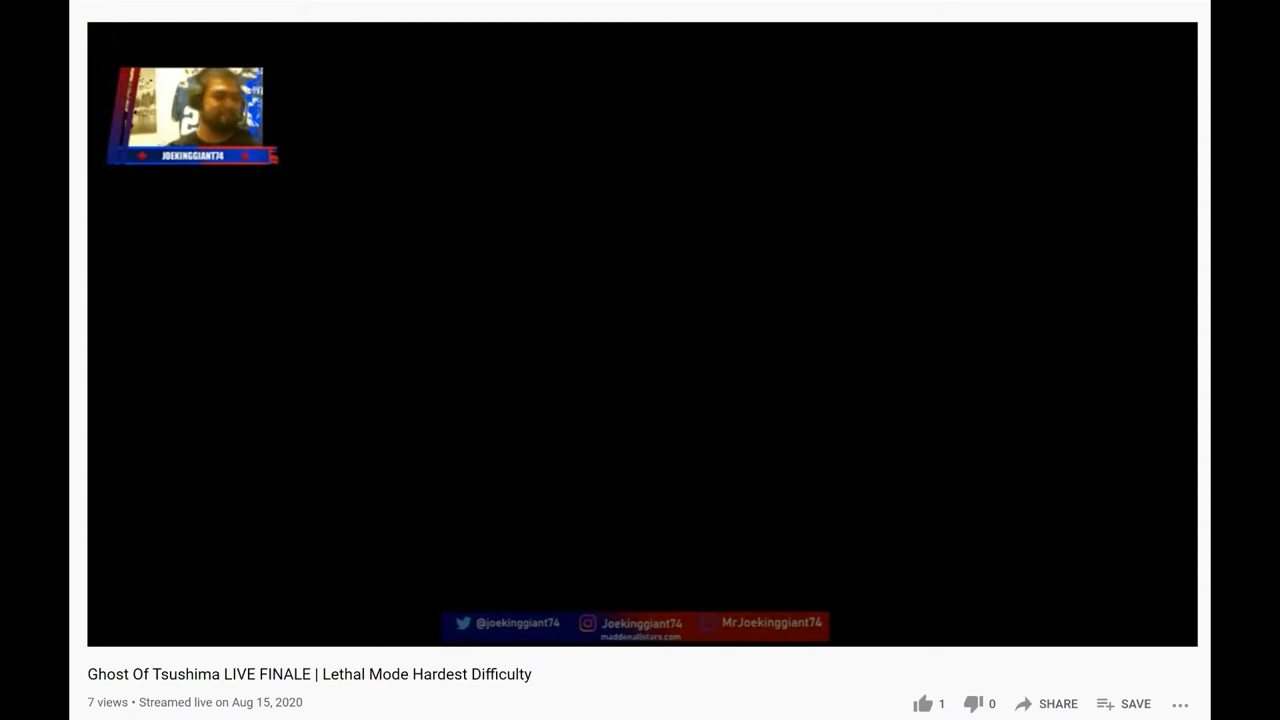 JOEKINGGIANT74
@joekinggiant74 Joekinggiant74 MrJoekinggiant74
maddenallstars.com
Ghost Of Tsushima LIVE FINALE | Lethal Mode Hardest Difficulty
7 views • Streamed live on Aug 15, 2020 1 0 SHARE SAVE